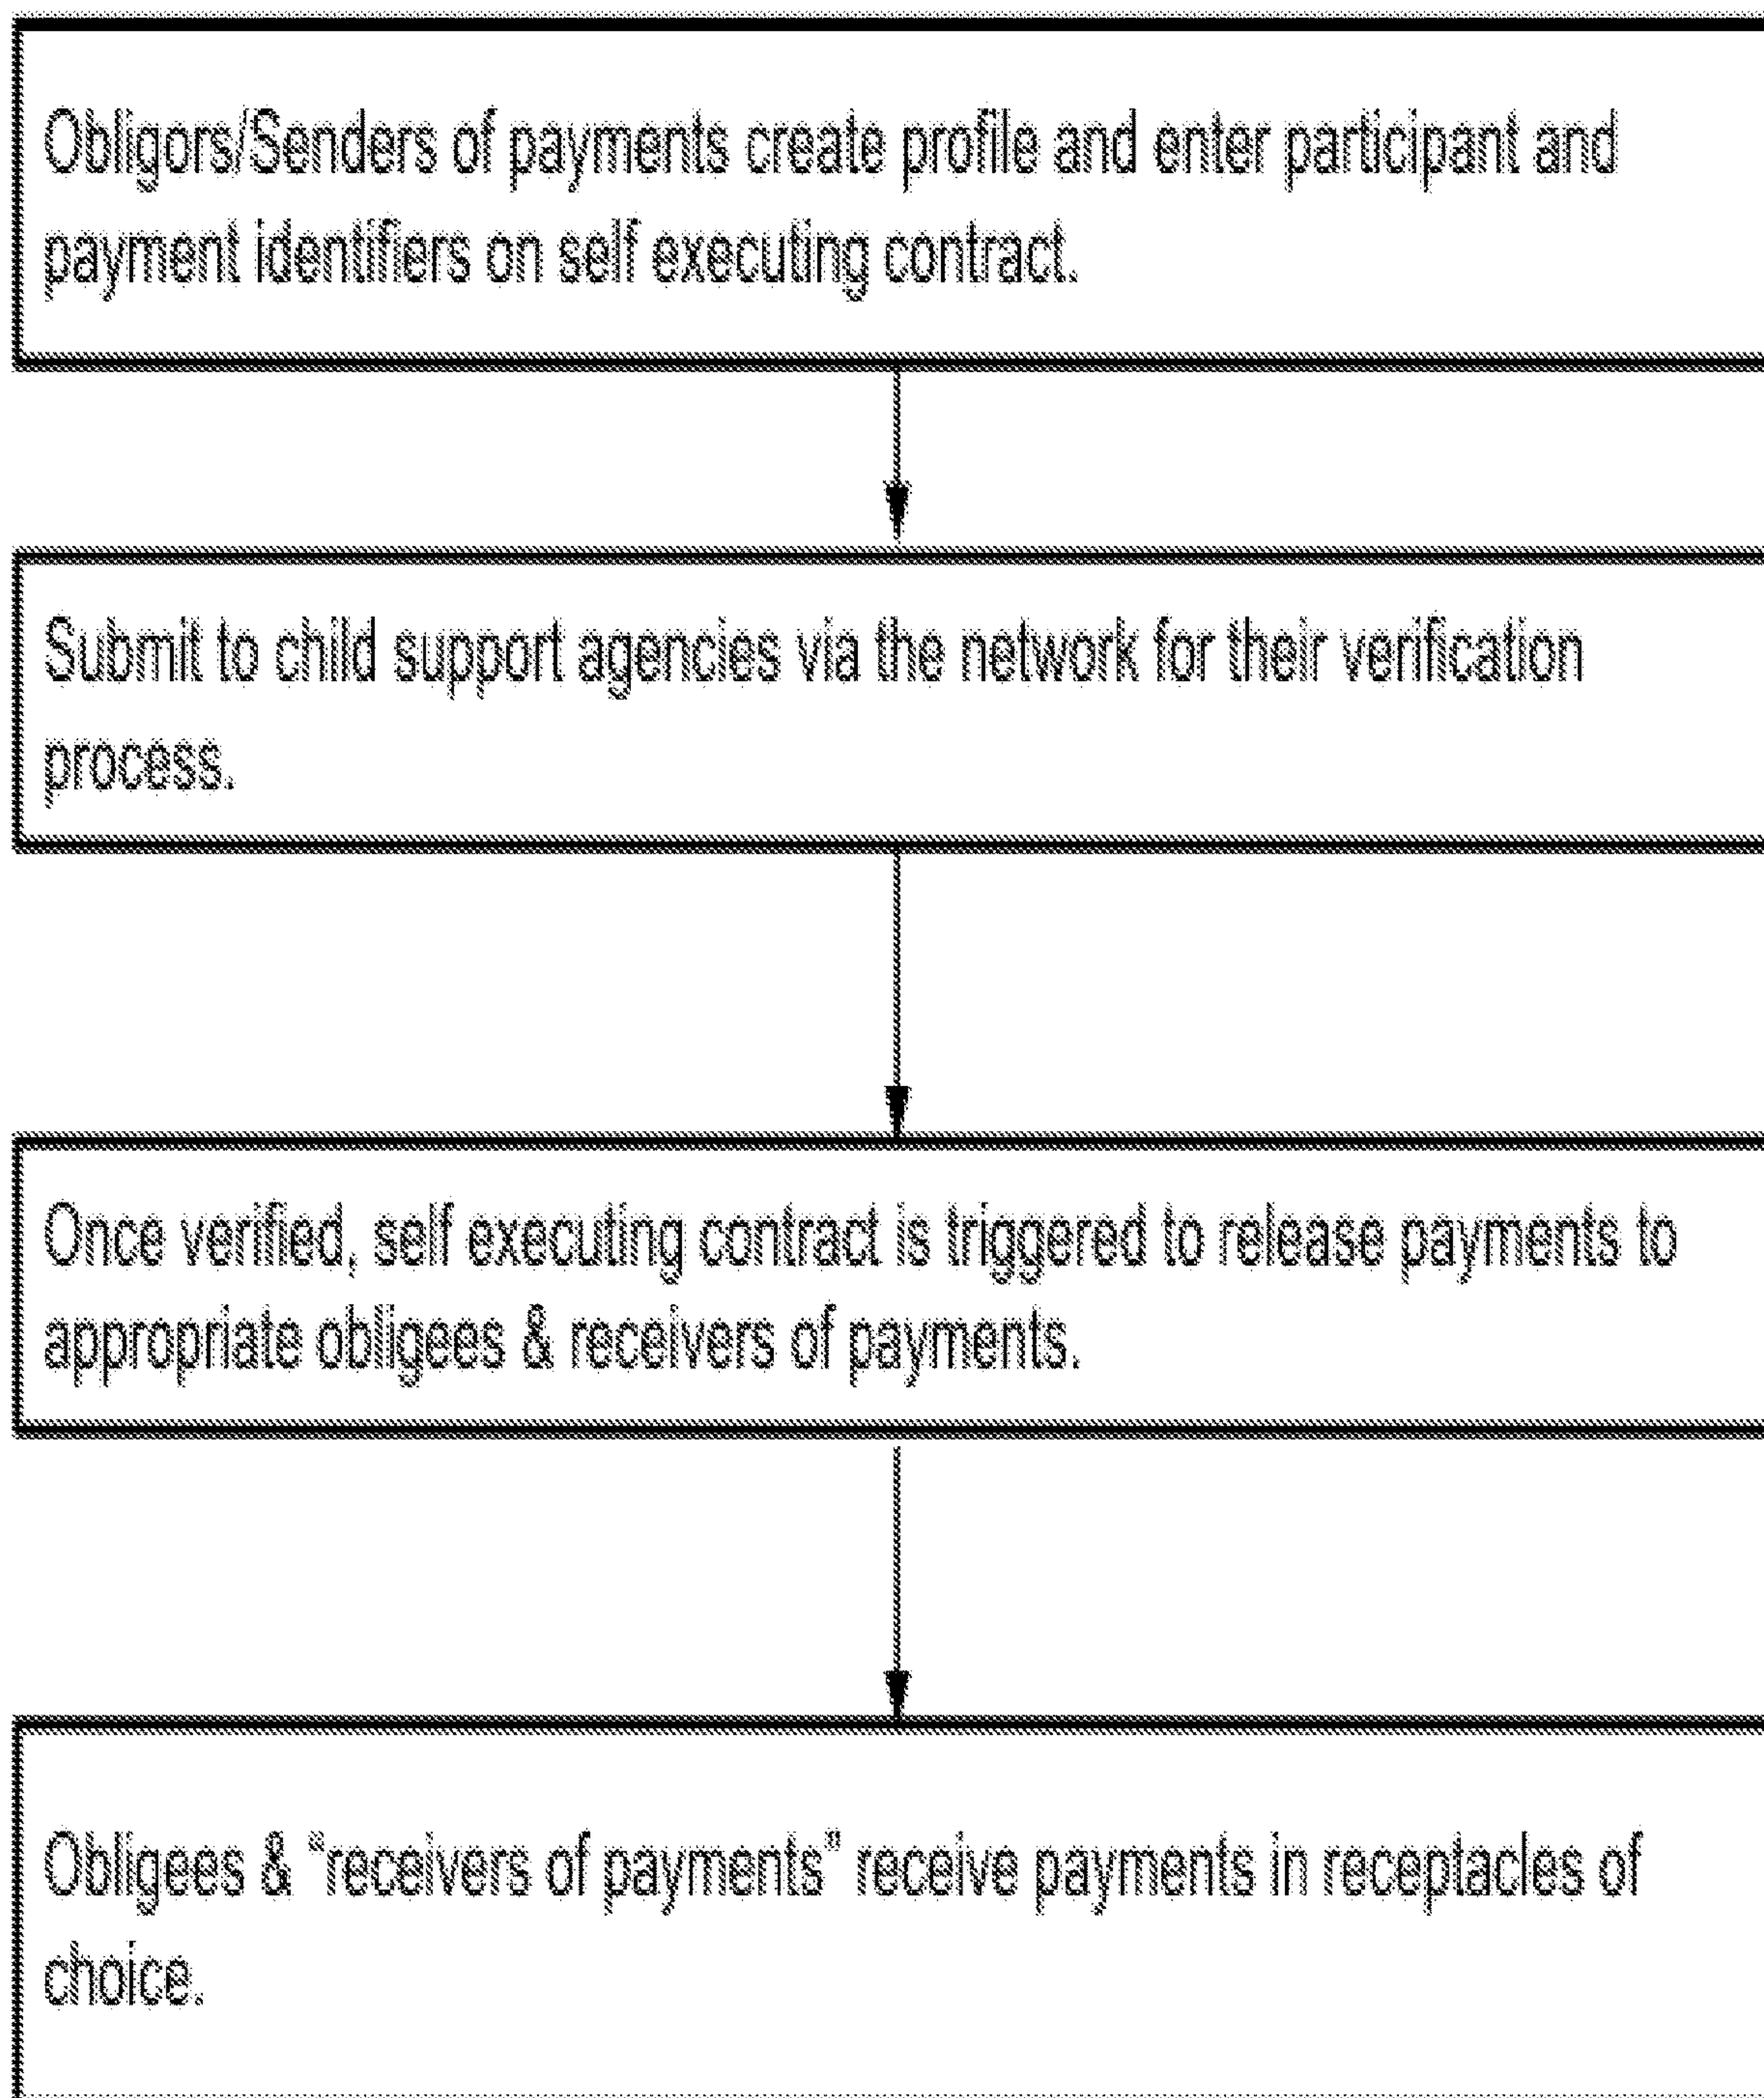 Obligors/Senders of payments create profile and enter participant and
payment identifiers on self executing contract.
Submit to child support agencies via the network for their verification
process.
Once verified, self executing contract is triggered to release payments to
appropriate obligees & receivers of payments.
Obligees & “receivers of payments” receive payments in receptacles of
choice.